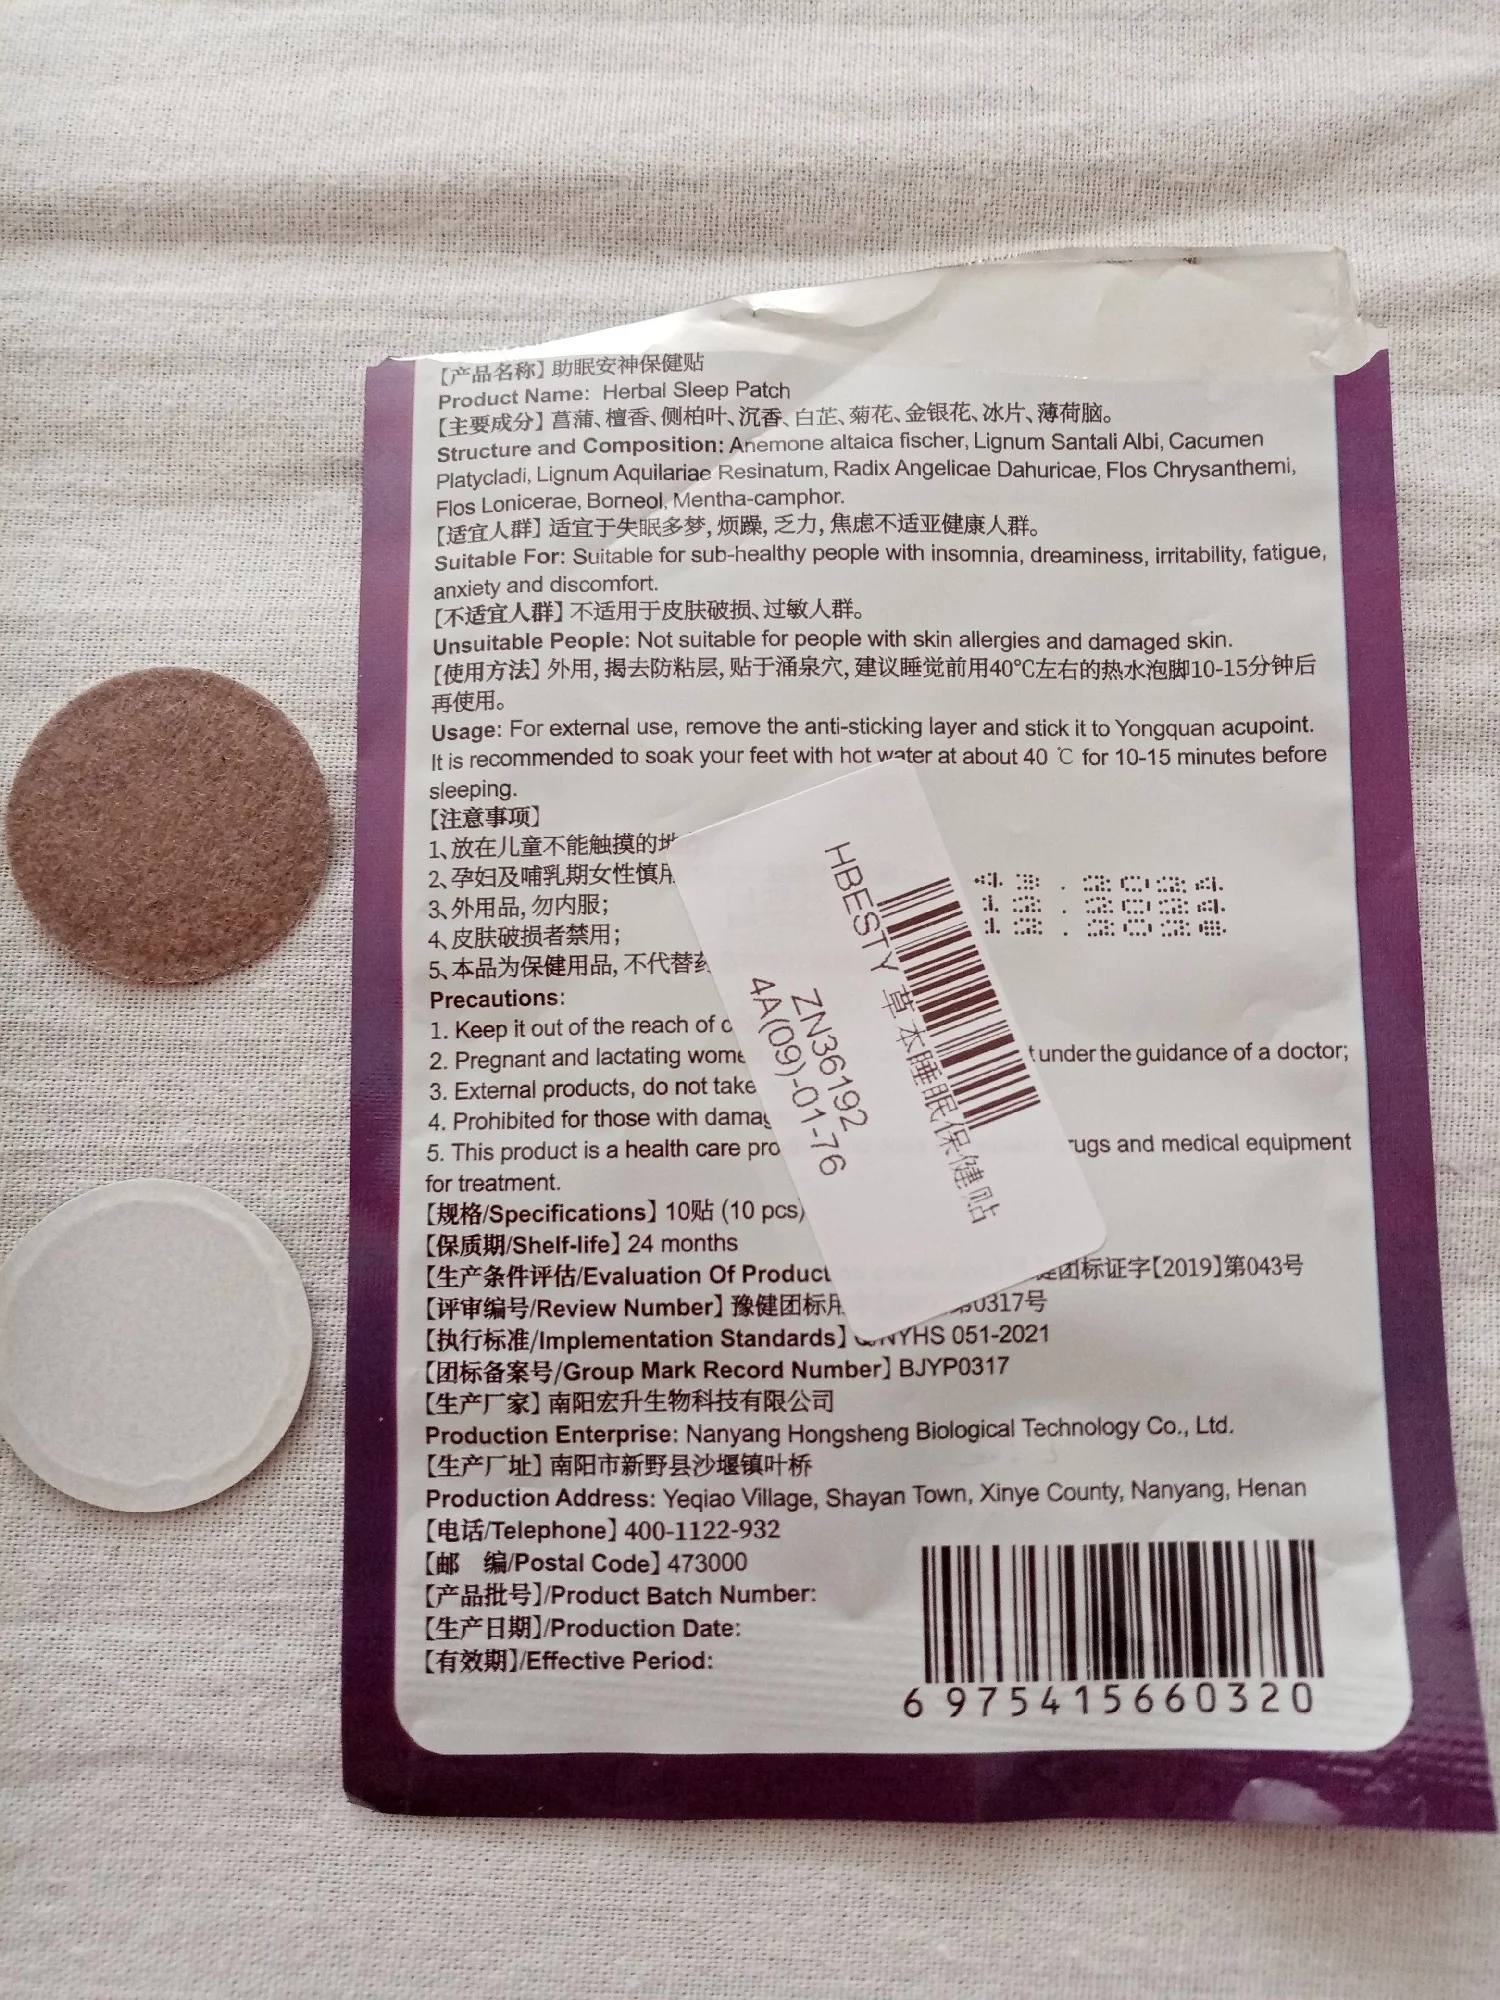 【产品名称】助眠安神保健贴
Product Name: Herbal Sleep Patch
【主要成分】菖蒲、檀香、侧柏叶、沉香、白芷、菊花、金银花、冰片、薄荷脑。
Structure and Composition: Anemone altaica fischer, Lignum Santali Albi, Cacumen
Platycladi, Lignum Aquilariae Resinatum, Radix Angelicae Dahuricae, Flos Chrysanthemi,
Flos Lonicerae, Borneol, Mentha-camphor.
【适宜人群】适宜于失眠多梦, 烦躁, 乏力, 焦虑不适亚健康人群。
Suitable For: Suitable for sub-healthy people with insomnia, dreaminess, irritability, fatigue,
anxiety and discomfort.
【不适宜人群】不适用于皮肤破损、过敏人群。
Unsuitable People: Not suitable for people with skin allergies and damaged skin.
【使用方法】外用, 揭去防粘层, 贴于涌泉穴, 建议睡觉前用40℃左右的热水泡脚10-15分钟后
再使用。
Usage: For external use, remove the anti-sticking layer and stick it to Yongquan acupoint.
It is recommended to soak your feet with hot water at about 40 ℃ for 10-15 minutes before
sleeping.
【注意事项】
1、放在儿童不能触摸的地
2、孕妇及哺乳期女性慎用
3、外用品, 勿内服;
4、皮肤破损者禁用;
5、本品为保健用品, 不代替药
Precautions:
1. Keep it out of the reach of c
2. Pregnant and lactating wome t under the guidance of a doctor;
3. External products, do not take
4. Prohibited for those with damag
5. This product is a health care pro rugs and medical equipment
for treatment.
【规格/Specifications】10贴 (10 pcs)
【保质期/Shelf-life】24 months
【生产条件评估/Evaluation Of Product 健团标证字【2019】第043号
【评审编号/Review Number】豫健团标用 第0317号
【执行标准/Implementation Standards】 NYHS 051-2021
【团标备案号/Group Mark Record Number】BJYP0317
【生产厂家】南阳宏升生物科技有限公司
Production Enterprise: Nanyang Hongsheng Biological Technology Co., Ltd.
【生产厂址】南阳市新野县沙堰镇叶桥
Production Address: Yeqiao Village, Shayan Town, Xinye County, Nanyang, Henan
【电话/Telephone】400-1122-932
【邮 编/Postal Code】473000
【产品批号】/Product Batch Number:
【生产日期】/Production Date:
【有效期】/Effective Period:
6 975415660320
HBESTY 草本睡眠保健贴
ZN36192
4A(09)-01-76